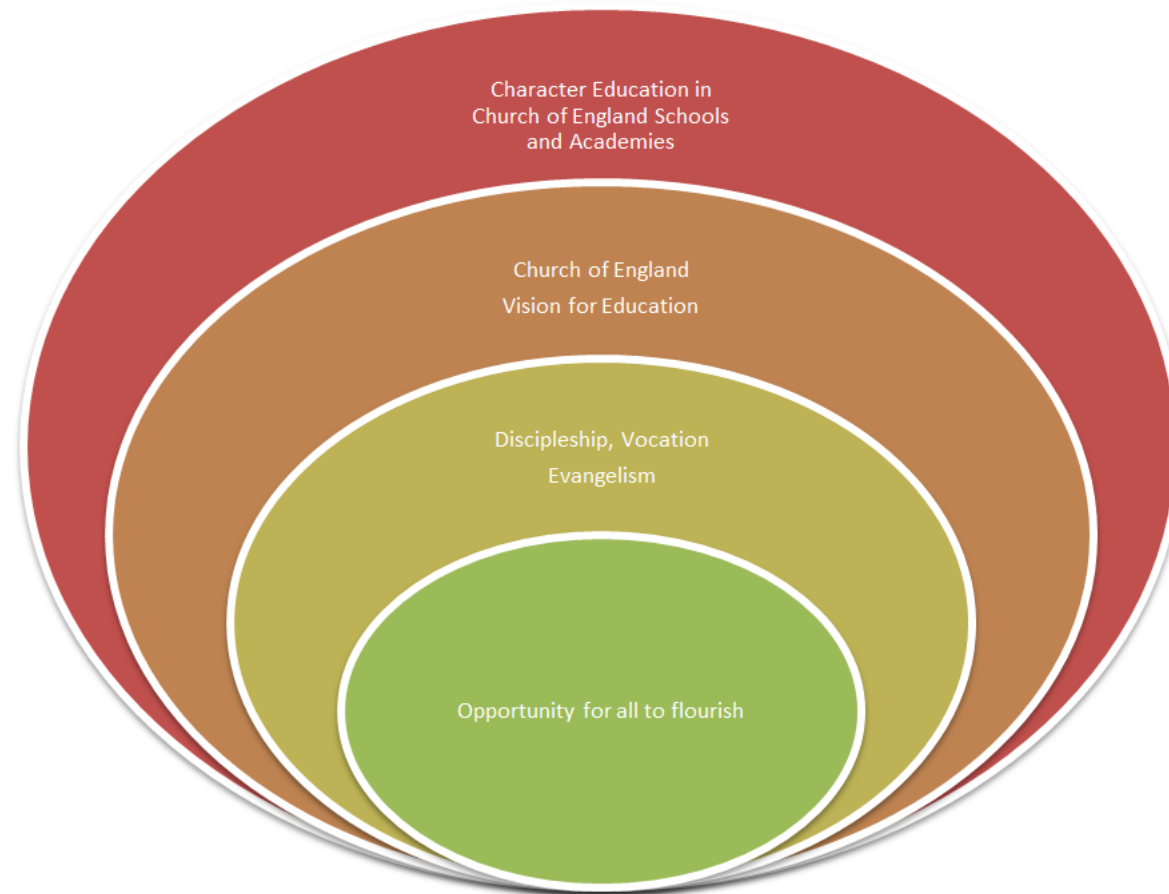 Character Education in
Church of England Schools
and Academies
Church of England
Vision for Education
Discipleship, Vocation
Evangelism
Opportunity for all to flourish